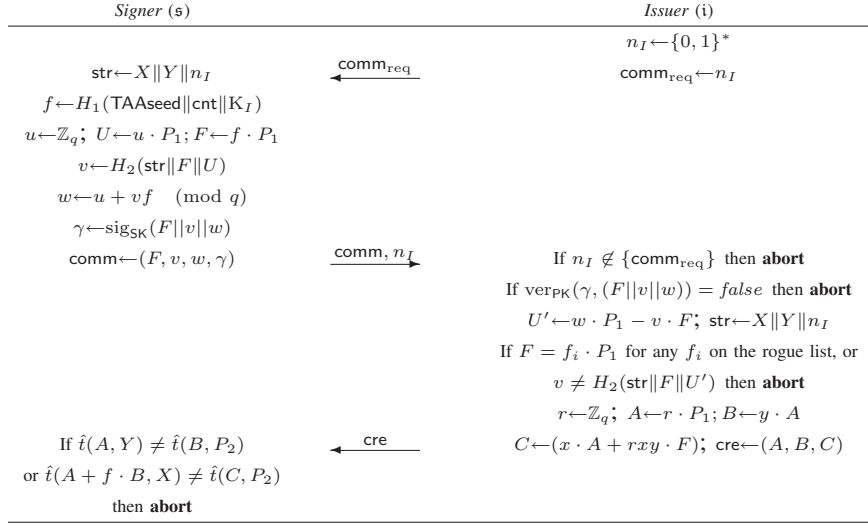 Signer (𝔰) Issuer (𝔦)
n_I←{0, 1}*
str←X‖Y‖n_I comm_req comm_req←n_I
f←H_1(TAAseed‖cnt‖K_I)
u←ℤ_q; U←u · P_1; F←f · P_1
v←H_2(str‖F‖U)
w←u + vf (mod q)
γ←sig_SK(F||v||w)
comm←(F, v, w, γ) comm, n_I If n_I ∉ {comm_req} then abort
If ver_PK(γ, (F||v||w)) = false then abort
U′←w · P_1 − v · F; str←X‖Y‖n_I
If F = f_i · P_1 for any f_i on the rogue list, or
v ≠ H_2(str‖F‖U′) then abort
r←ℤ_q; A←r · P_1; B←y · A
If t̂(A, Y) ≠ t̂(B, P_2) cre C←(x · A + rxy · F); cre←(A, B, C)
or t̂(A + f · B, X) ≠ t̂(C, P_2)
then abort